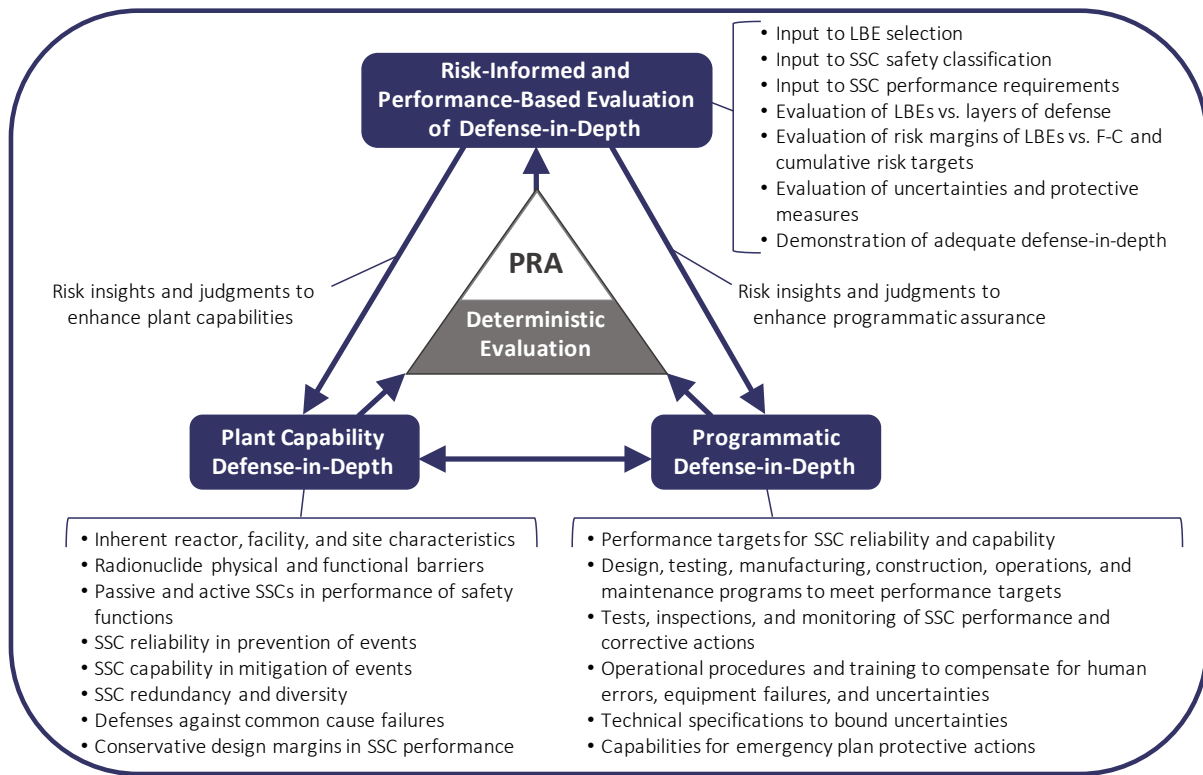 Risk-Informed and
Performance-Based Evaluation
of Defense-in-Depth
• Input to LBE selection
• Input to SSC safety classification
• Input to SSC performance requirements
• Evaluation of LBEs vs. layers of defense
• Evaluation of risk margins of LBEs vs. F-C and
cumulative risk targets
• Evaluation of uncertainties and protective
measures
• Demonstration of adequate defense-in-depth
PRA
Deterministic
Evaluation
Risk insights and judgments to
enhance plant capabilities
Risk insights and judgments to
enhance programmatic assurance
Plant Capability
Defense-in-Depth
Programmatic
Defense-in-Depth
• Inherent reactor, facility, and site characteristics
• Radionuclide physical and functional barriers
• Passive and active SSCs in performance of safety
functions
• SSC reliability in prevention of events
• SSC capability in mitigation of events
• SSC redundancy and diversity
• Defenses against common cause failures
• Conservative design margins in SSC performance
• Performance targets for SSC reliability and capability
• Design, testing, manufacturing, construction, operations, and
maintenance programs to meet performance targets
• Tests, inspections, and monitoring of SSC performance and
corrective actions
• Operational procedures and training to compensate for human
errors, equipment failures, and uncertainties
• Technical specifications to bound uncertainties
• Capabilities for emergency plan protective actions